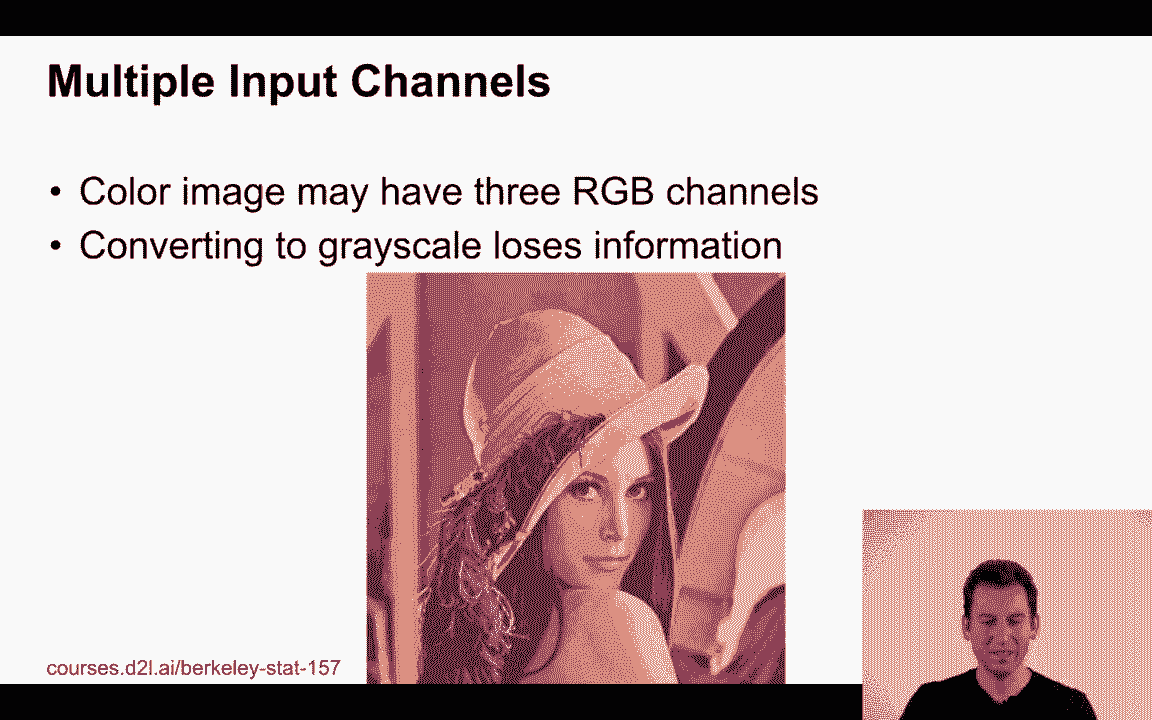 Multiple Input Channels
• Color image may have three RGB channels
• Converting to grayscale loses information
courses.d2l.ai/berkeley-stat-157